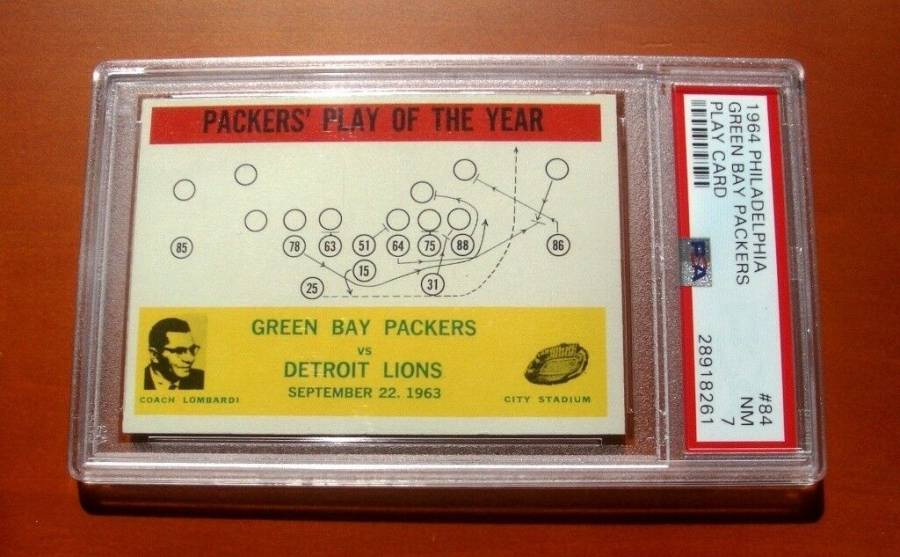 PACKERS' PLAY OF THE YEAR
85 78 63 51 64 75 88 86
15
25 31
GREEN BAY PACKERS
vs
DETROIT LIONS
SEPTEMBER 22. 1963
COACH LOMBARDI
CITY STADIUM
1964 PHILADELPHIA
GREEN BAY PACKERS
PLAY CARD
PSA
#84
NM
7
28918261